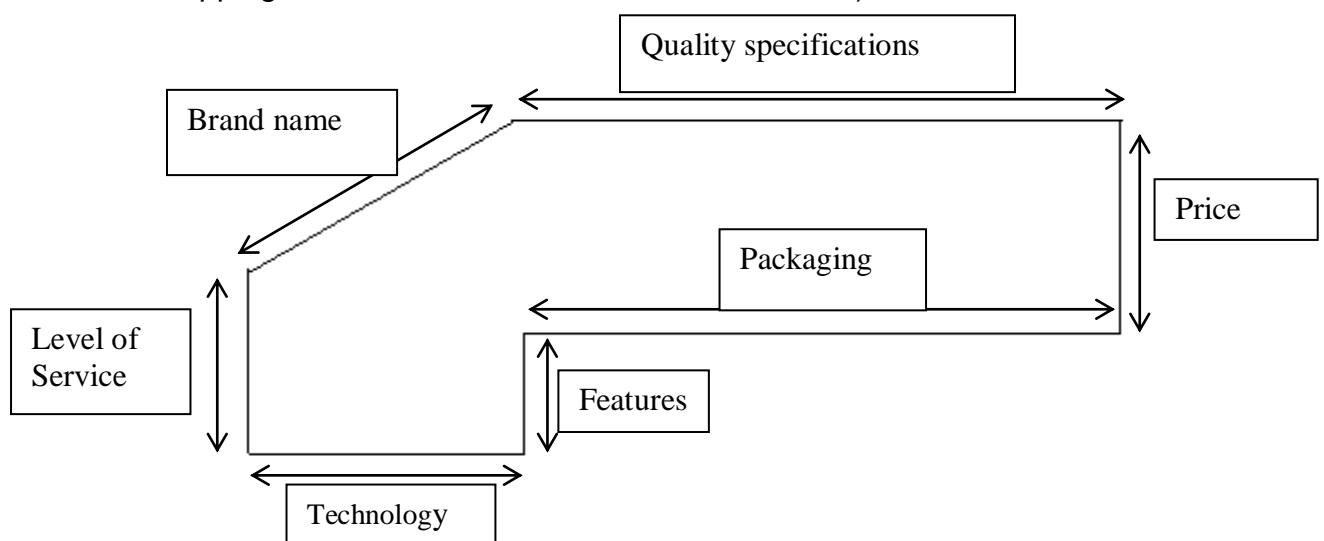 Quality specifications
Brand name
Price
Packaging
Level of
Service
Features
Technology